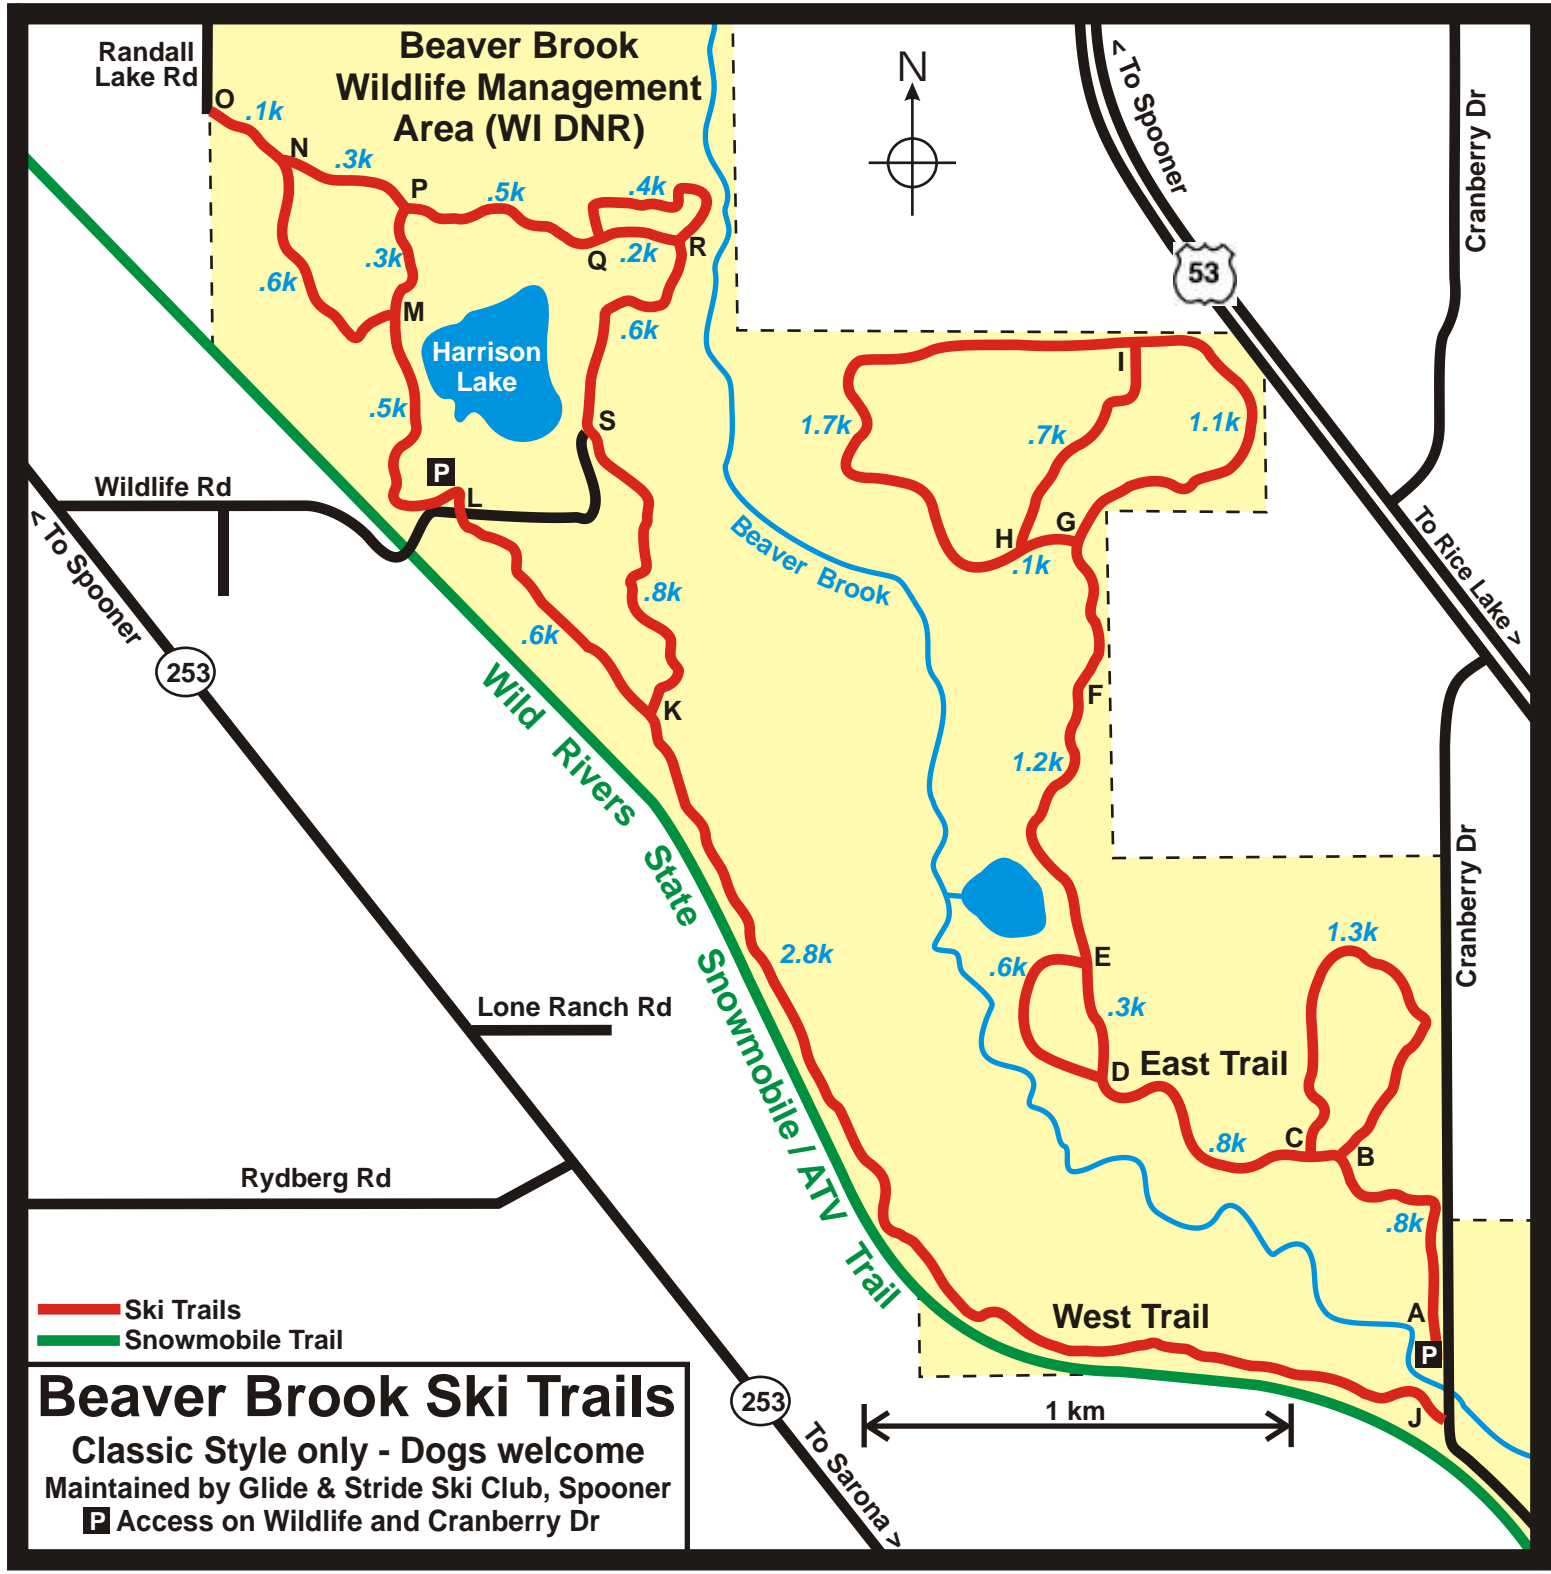 Randall
Lake Rd
Beaver Brook
Wildlife Management
Area (WI DNR)
N
< To Spooner
Cranberry Dr
O
.1k
N
.3k
P
.5k
.4k
Q
.2k
R
.3k
.6k
M
.6k
53
Harrison
Lake
I
.5k
S
1.7k
.7k
1.1k
P
L
Wildlife Rd
< To Spooner
Beaver Brook
H
G
.1k
To Rice Lake >
.8k
.6k
253
K
F
Wild Rivers State Snowmobile / ATV Trail
1.2k
Cranberry Dr
2.8k
.6k
E
1.3k
Lone Ranch Rd
.3k
D
East Trail
.8k
C
B
Rydberg Rd
.8k
A
P
West Trail
J
1 km
Ski Trails
Snowmobile Trail
253
To Sarona >
Beaver Brook Ski Trails
Classic Style only - Dogs welcome
Maintained by Glide & Stride Ski Club, Spooner
P Access on Wildlife and Cranberry Dr